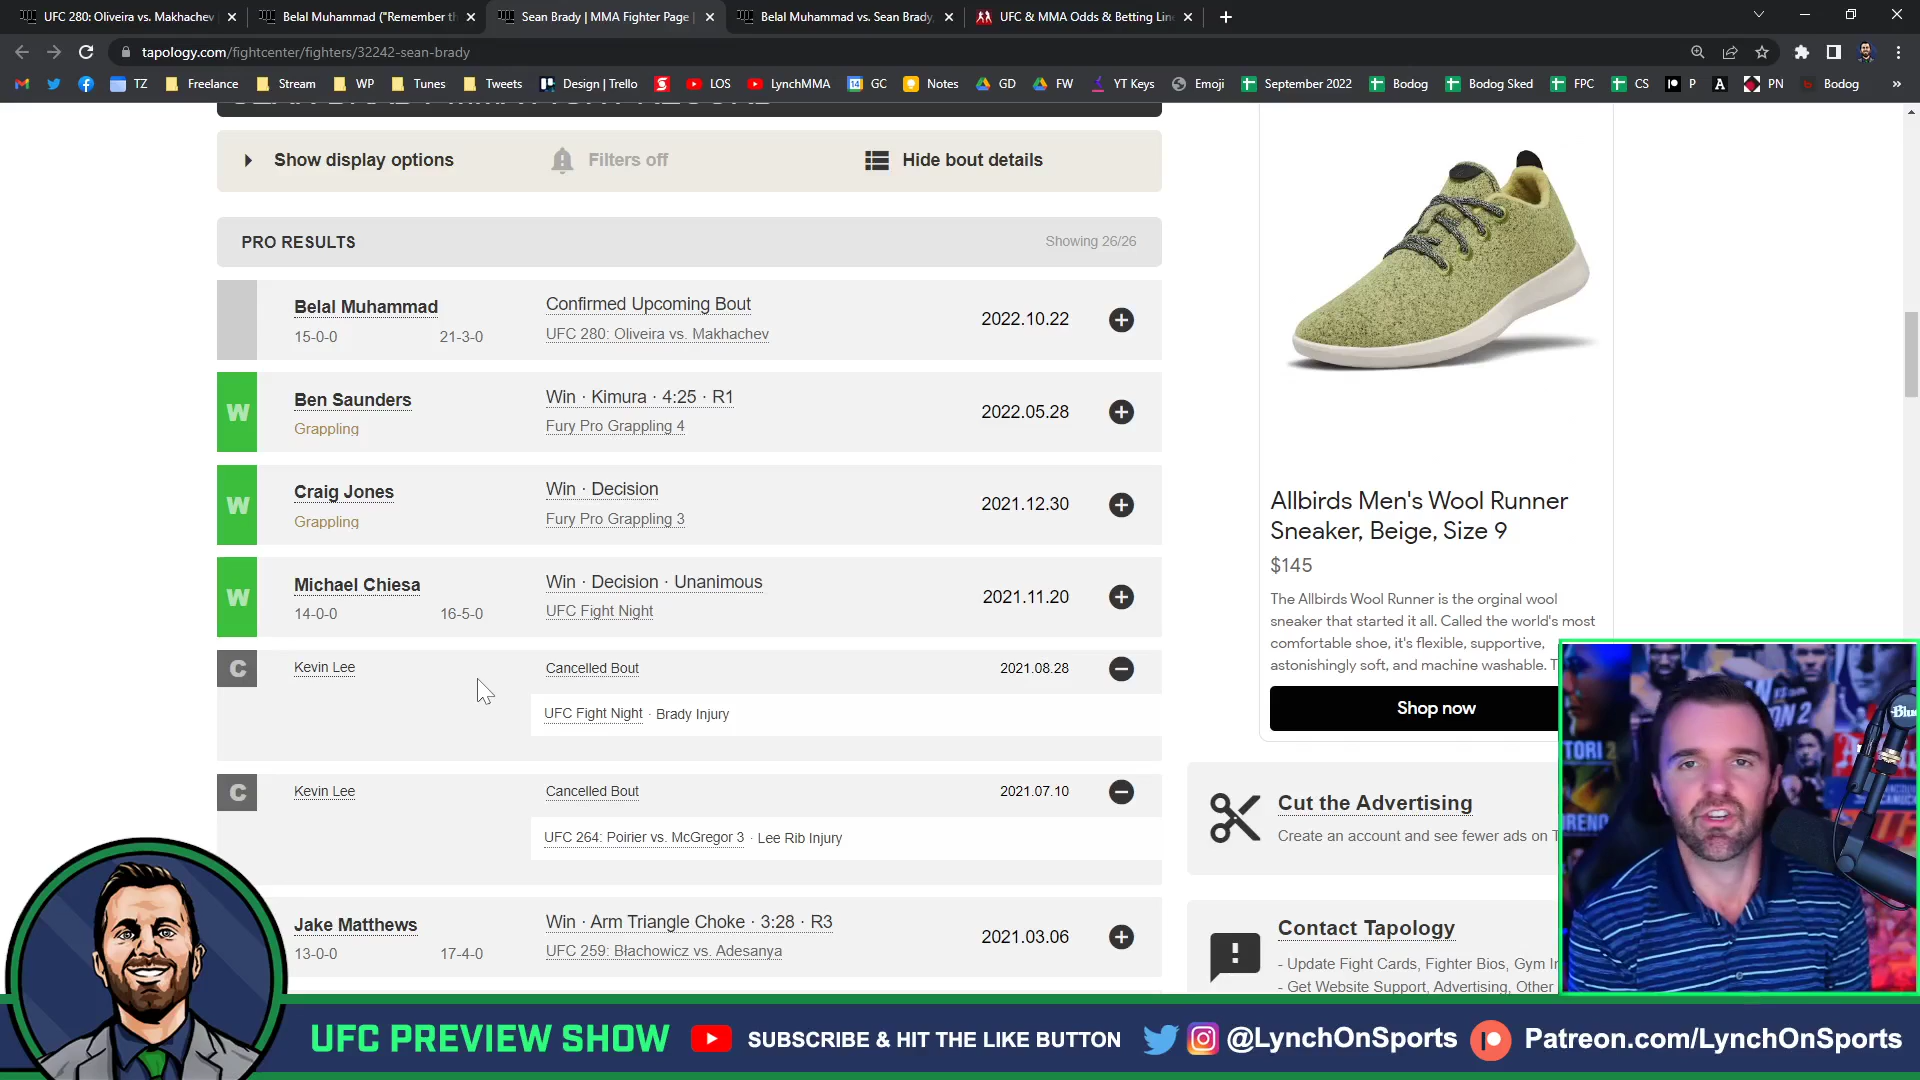 UFC 280: Oliveira vs. Makhachev
Belal Muhammad ("Remember th
Sean Brady | MMA Fighter Page |
Belal Muhammad vs. Sean Brady,
UFC & MMA Odds & Betting Lin
tapology.com/fightcenter/fighters/32242-sean-brady
TZ Freelance Stream WP Tunes Tweets Design | Trello LOS LynchMMA GC Notes GD FW YT Keys Emoji September 2022 Bodog Bodog Sked FPC CS P PN Bodog »
Show display options
Filters off
Hide bout details
PRO RESULTS
Showing 26/26
Belal Muhammad
15-0-0 21-3-0
Confirmed Upcoming Bout
UFC 280: Oliveira vs. Makhachev
2022.10.22
W
Ben Saunders
Grappling
Win · Kimura · 4:25 · R1
Fury Pro Grappling 4
2022.05.28
W
Craig Jones
Grappling
Win · Decision
Fury Pro Grappling 3
2021.12.30
W
Michael Chiesa
14-0-0 16-5-0
Win · Decision · Unanimous
UFC Fight Night
2021.11.20
C
Kevin Lee
Cancelled Bout
2021.08.28
UFC Fight Night · Brady Injury
C
Kevin Lee
Cancelled Bout
2021.07.10
UFC 264: Poirier vs. McGregor 3 · Lee Rib Injury
Jake Matthews
13-0-0 17-4-0
Win · Arm Triangle Choke · 3:28 · R3
UFC 259: Błachowicz vs. Adesanya
2021.03.06
Allbirds Men's Wool Runner
Sneaker, Beige, Size 9
$145
The Allbirds Wool Runner is the orginal wool
sneaker that started it all. Called the world's most
comfortable shoe, it's flexible, supportive,
astonishingly soft, and machine washable. T
Shop now
Cut the Advertising
Create an account and see fewer ads on T
Contact Tapology
- Update Fight Cards, Fighter Bios, Gym In
- Get Website Support, Advertising, Other
TORI 2
RENO
Blue
UFC PREVIEW SHOW
SUBSCRIBE & HIT THE LIKE BUTTON
@LynchOnSports
Patreon.com/LynchOnSports